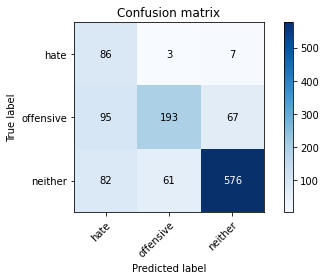 Confusion matrix
hate 86 3 7
offensive 95 193 67
neither 82 61 576
hate offensive neither
True label
Predicted label
500
400
300
200
100